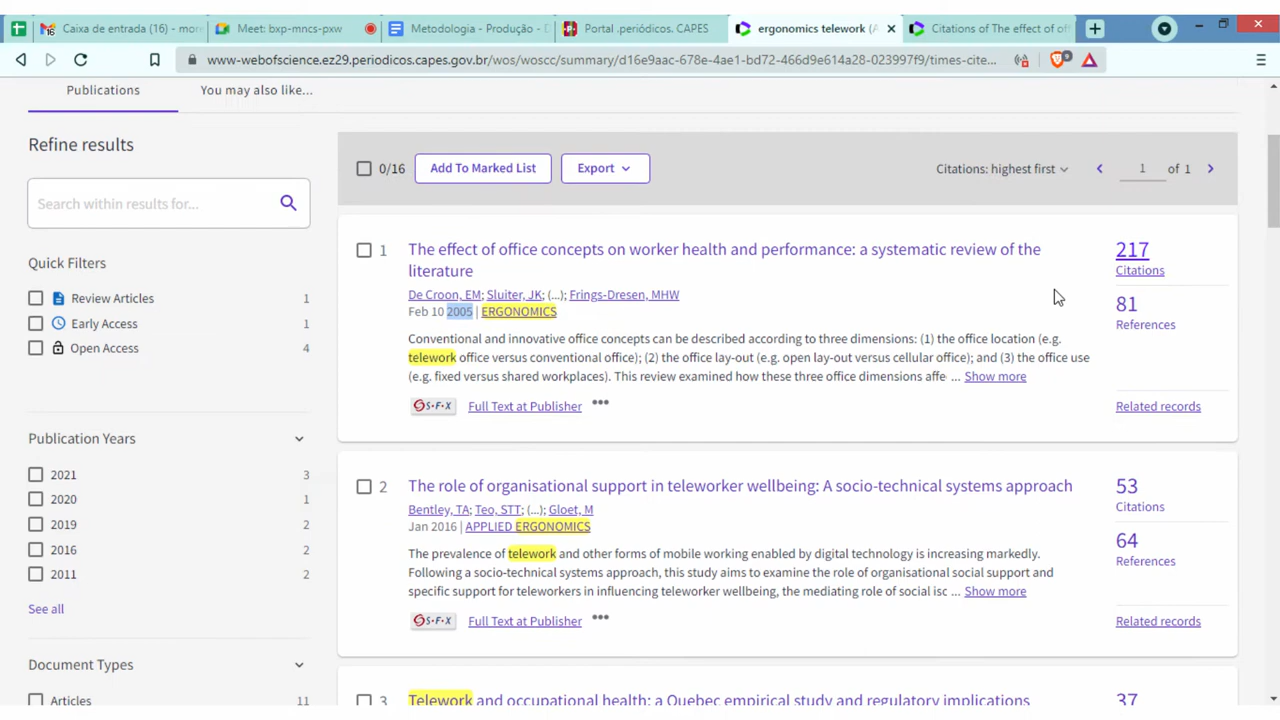 Caixa de entrada (16) - mor
Meet: bxp-mncs-pxw
Metodologia - Produção - D
Portal .periódicos. CAPES
ergonomics telework (A
Citations of The effect of of
www-webofscience.ez29.periodicos.capes.gov.br/wos/woscc/summary/d16e9aac-678e-4ae1-bd72-466d9e614a28-023997f9/times-cite...
Publications
You may also like...
Refine results
Search within results for...
Quick Filters
Review Articles 1
Early Access 1
Open Access 4
Publication Years
2021 3
2020 1
2019 2
2016 2
2011 2
See all
Document Types
Articles 11
0/16 Add To Marked List Export Citations: highest first 1 of 1
1 The effect of office concepts on worker health and performance: a systematic review of the
literature
De Croon, EM; Sluiter, JK; (...); Frings-Dresen, MHW
Feb 10 2005 | ERGONOMICS
Conventional and innovative office concepts can be described according to three dimensions: (1) the office location (e.g.
telework office versus conventional office); (2) the office lay-out (e.g. open lay-out versus cellular office); and (3) the office use
(e.g. fixed versus shared workplaces). This review examined how these three office dimensions affe ... Show more
S·F·X Full Text at Publisher
217
Citations
81
References
Related records
2 The role of organisational support in teleworker wellbeing: A socio-technical systems approach
Bentley, TA; Teo, STT; (...); Gloet, M
Jan 2016 | APPLIED ERGONOMICS
The prevalence of telework and other forms of mobile working enabled by digital technology is increasing markedly.
Following a socio-technical systems approach, this study aims to examine the role of organisational social support and
specific support for teleworkers in influencing teleworker wellbeing, the mediating role of social isc ... Show more
S·F·X Full Text at Publisher
53
Citations
64
References
Related records
3 Telework and occupational health: a Quebec empirical study and regulatory implications
37